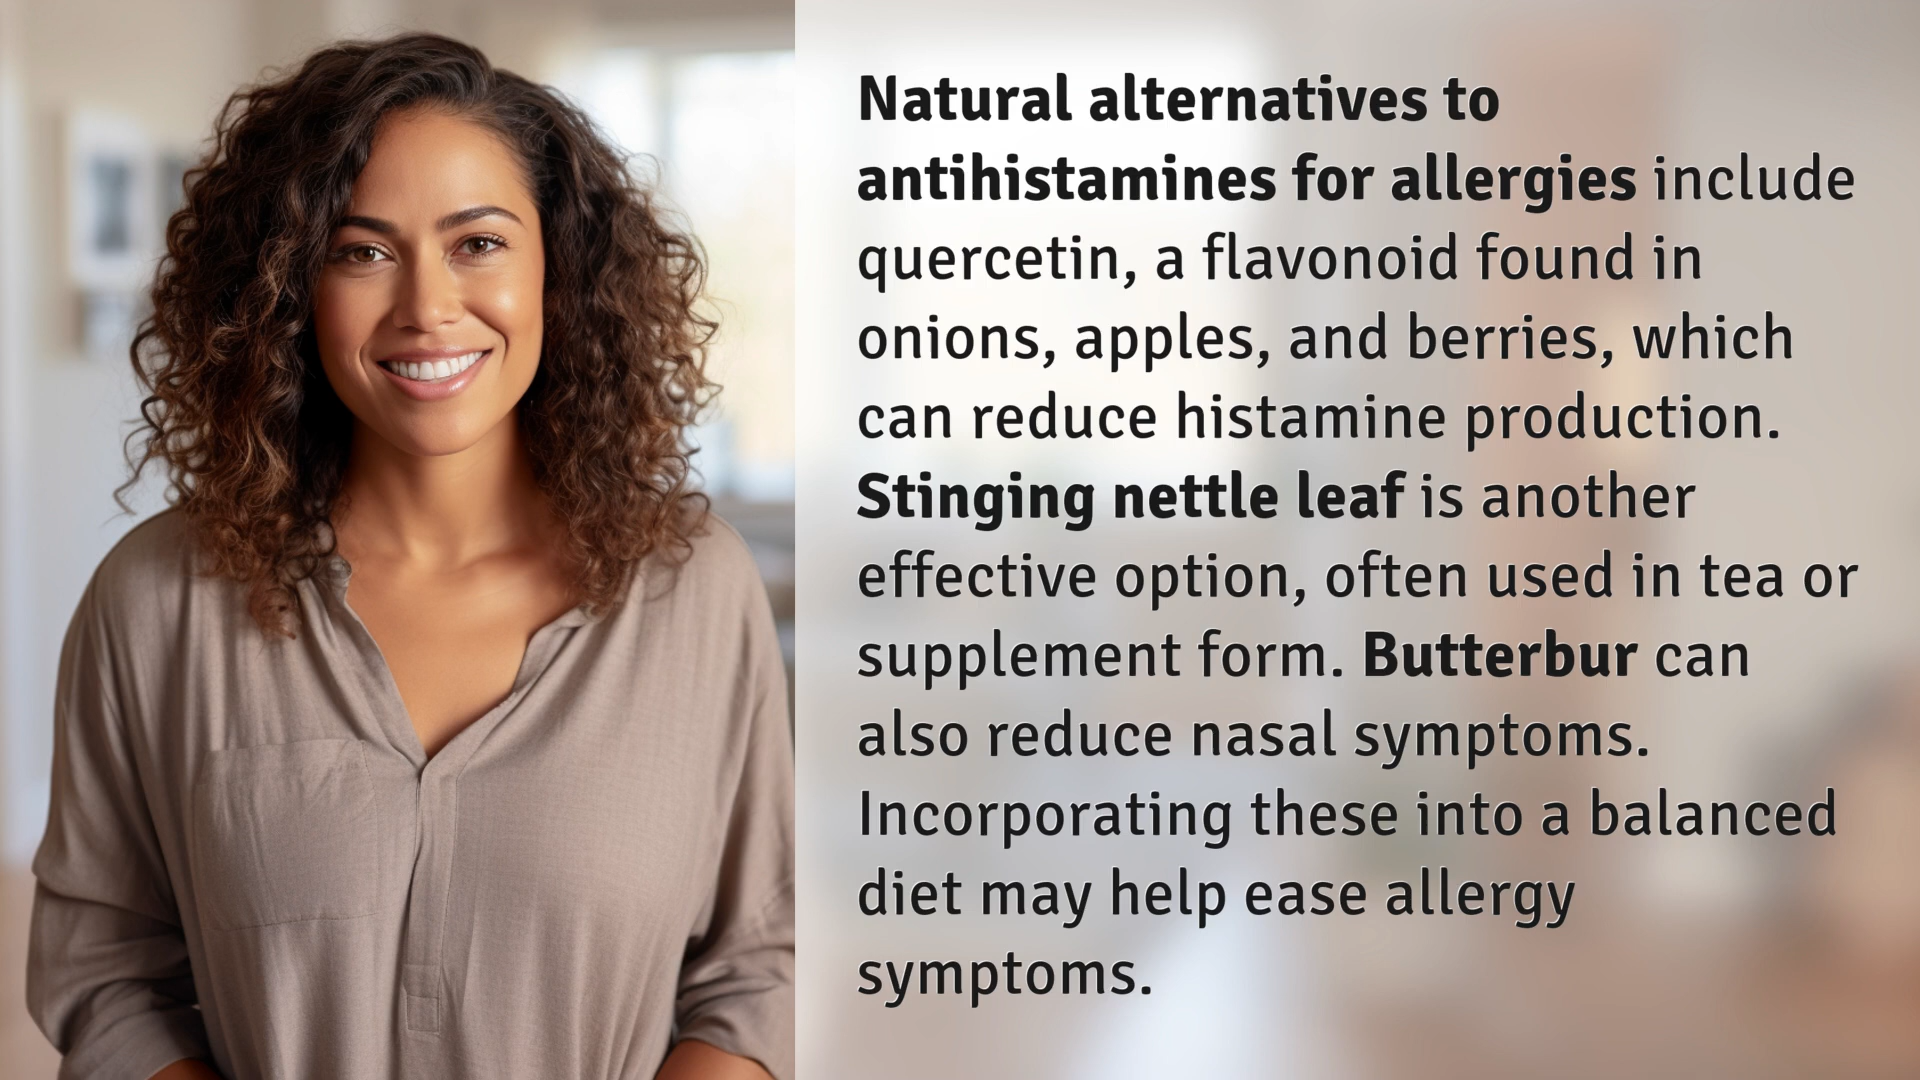 Natural alternatives to
antihistamines for allergies include
quercetin, a flavonoid found in
onions, apples, and berries, which
can reduce histamine production.
Stinging nettle leaf is another
effective option, often used in tea or
supplement form. Butterbur can
also reduce nasal symptoms.
Incorporating these into a balanced
diet may help ease allergy
symptoms.